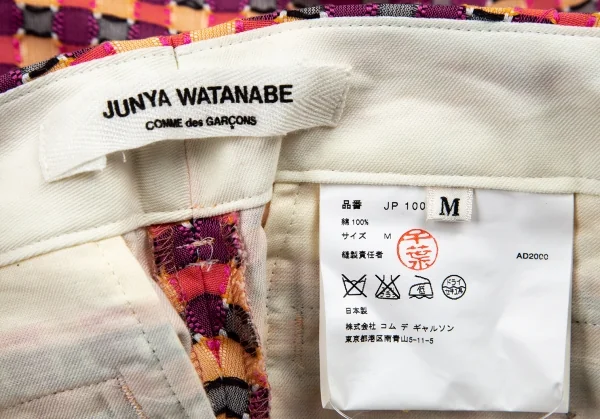 JUNYA WATANABE
COMME des GARÇONS
品番 JP 100 M
綿 100%
サイズ M
縫製責任者 千葉 AD2000
日本製
株式会社 コム デ ギャルソン
東京都港区南青山5-11-5